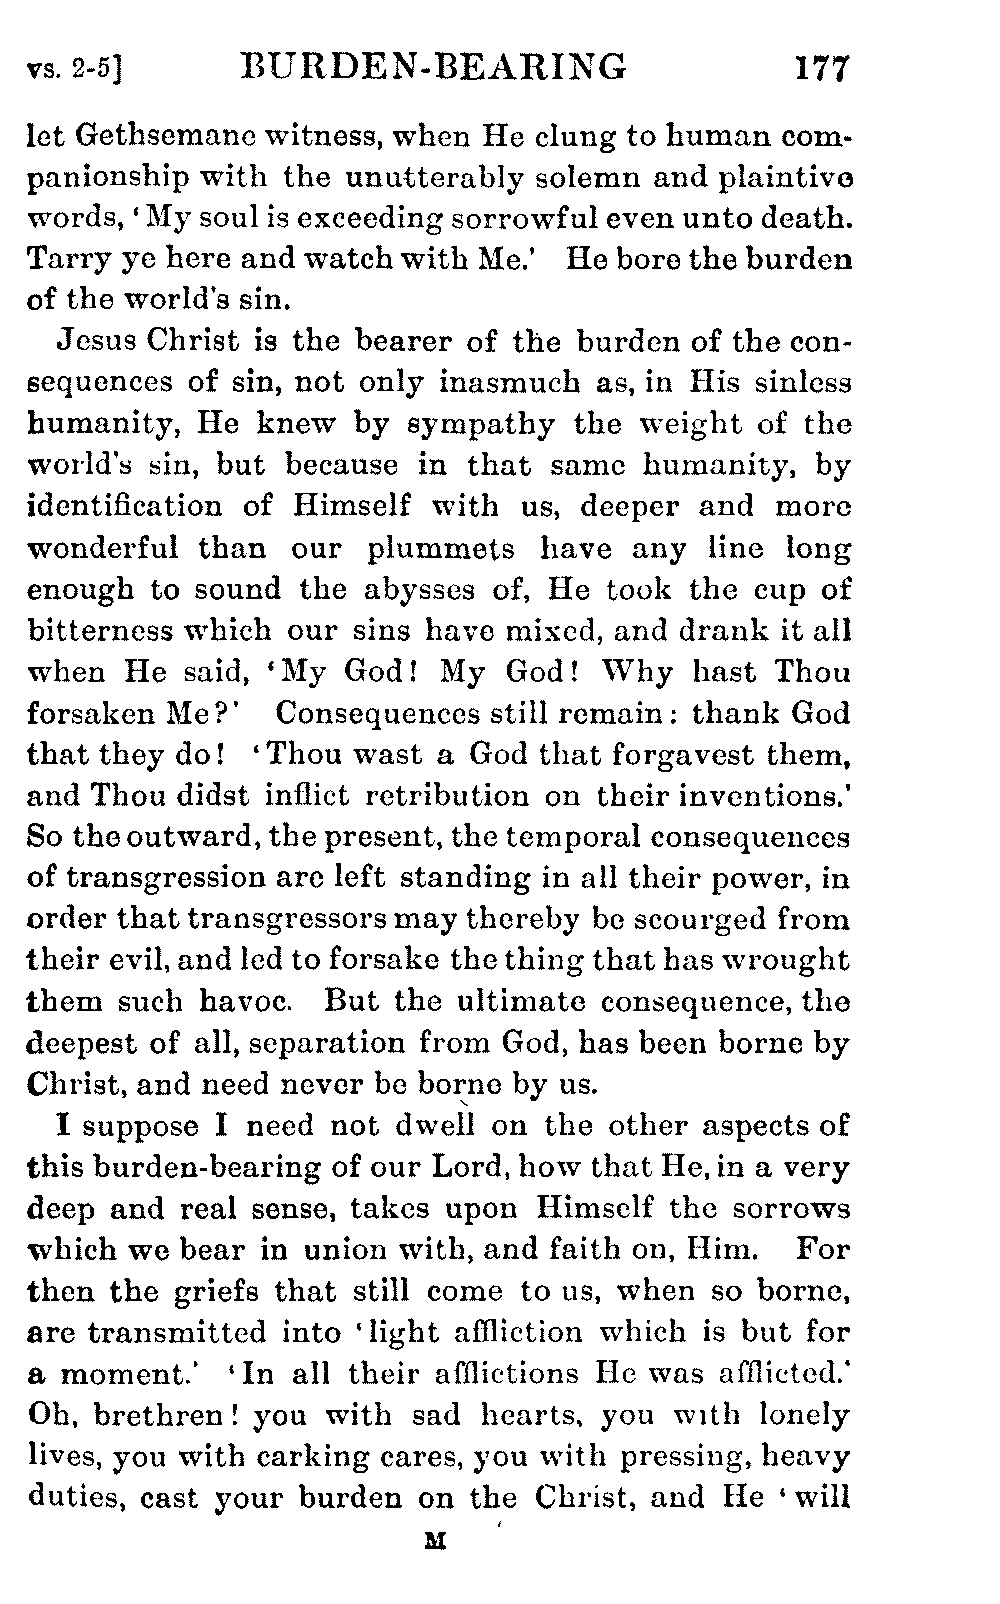 vs. 2-5] BURDEN-BEARING 177
let Gethsemane witness, when He clung to human com-
panionship with the unutterably solemn and plaintive
words, ‘My soul is exceeding sorrowful even unto death.
Tarry ye here and watch with Me.’ He bore the burden
of the world's sin.
Jesus Christ is the bearer of the burden of the con-
sequences of sin, not only inasmuch as, in His sinless
humanity, He knew by sympathy the weight of the
world's sin, but because in that same humanity, by
identification of Himself with us, deeper and more
wonderful than our plummets have any line long
enough to sound the abysses of, He took the cup of
bitterness which our sins have mixed, and drank it all
when He said, ‘My God! My God! Why hast Thou
forsaken Me?’ Consequences still remain: thank God
that they do! ‘Thou wast a God that forgavest them,
and Thou didst inflict retribution on their inventions.’
So the outward, the present, the temporal consequences
of transgression are left standing in all their power, in
order that transgressors may thereby be scourged from
their evil, and led to forsake the thing that has wrought
them such havoc. But the ultimate consequence, the
deepest of all, separation from God, has been borne by
Christ, and need never be borne by us.
I suppose I need not dwell on the other aspects of
this burden-bearing of our Lord, how that He, in a very
deep and real sense, takes upon Himself the sorrows
which we bear in union with, and faith on, Him. For
then the griefs that still come to us, when so borne,
are transmitted into ‘light affliction which is but for
a moment.’ ‘In all their afflictions He was afflicted.’
Oh, brethren! you with sad hearts, you with lonely
lives, you with carking cares, you with pressing, heavy
duties, cast your burden on the Christ, and He ‘will
M